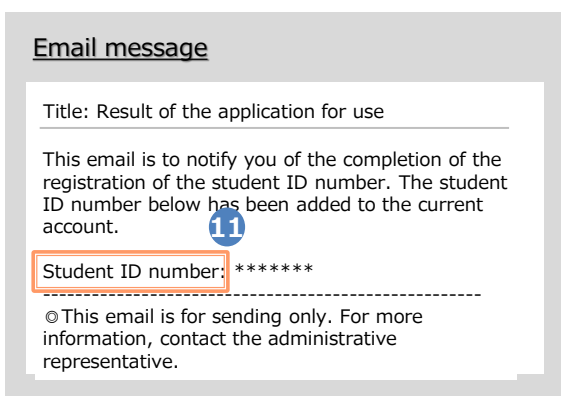 Email message
Title: Result of the application for use
This email is to notify you of the completion of the
registration of the student ID number. The student
ID number below has been added to the current
account.
11
Student ID number: *******
-------------------------------------------------------
◎This email is for sending only. For more
information, contact the administrative
representative.